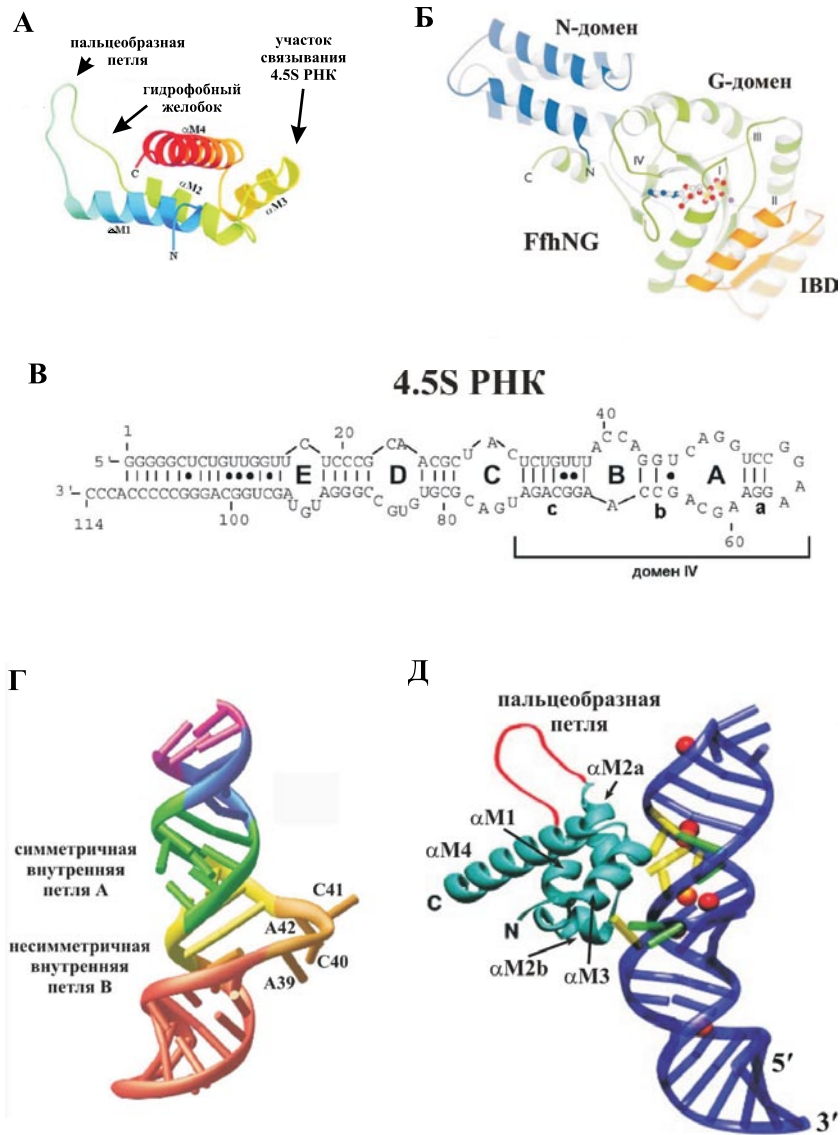 А
пальцеобразная
петля
гидрофобный
желобок
участок
связывания
4.5S РНК
αM4
C
αM2
αM3
αM1
N
Б
N-домен
G-домен
IV
III
I
II
C
N
FfhNG
IBD
В
4.5S РНК
1
20
40
5'-GGGGGCUCUGUUGGUUCUCCCGCAACGCUACUCUGUUUACCAGGUCAGGUCCGGAA
E D C B A
3'-CCCACCCCCGGGACGGUCGAUGUAGGGCCGUGUGCGCAGUAGACGGAACCGACGAAGG
c b a
114
100
80
60
домен IV
Г
симметричная
внутренняя
петля А
несимметричная
внутренняя
петля В
C41
A42
C40
A39
Д
пальцеобразная
петля
αM2a
αM1
αM4
C
N
αM2b
αM3
5′
3′